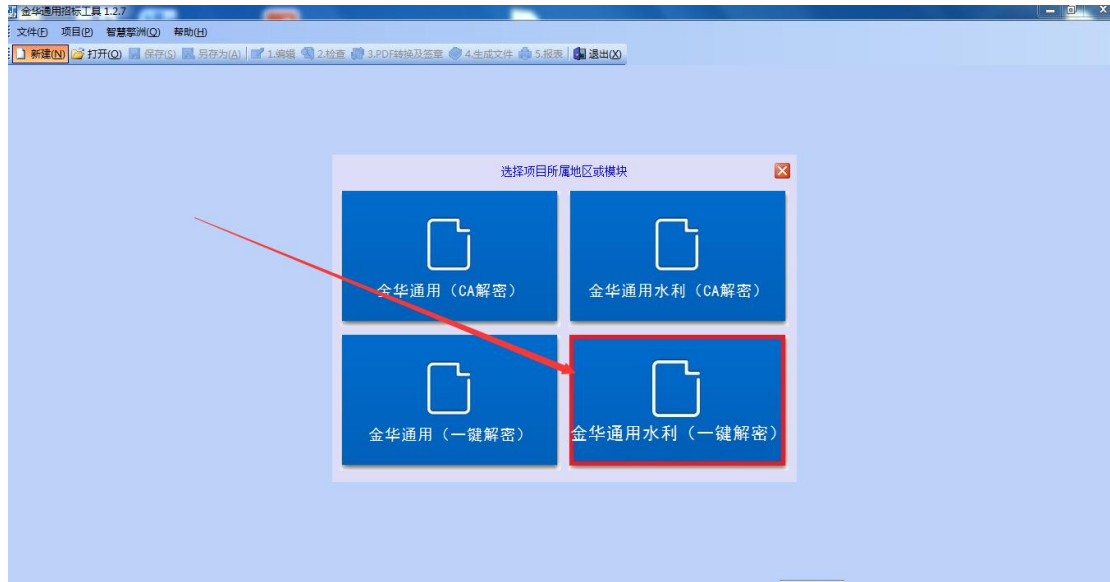 金华通用招标工具 1.2.7
文件(F) 项目(P) 智慧擎洲(Q) 帮助(H)
新建(N) 打开(O) 保存(S) 另存为(A) 1.编辑 2.检查 3.PDF转换及签章 4.生成文件 5.报表 退出(X)
选择项目所属地区或模块
金华通用（CA解密） 金华通用水利（CA解密）
金华通用（一键解密） 金华通用水利（一键解密）